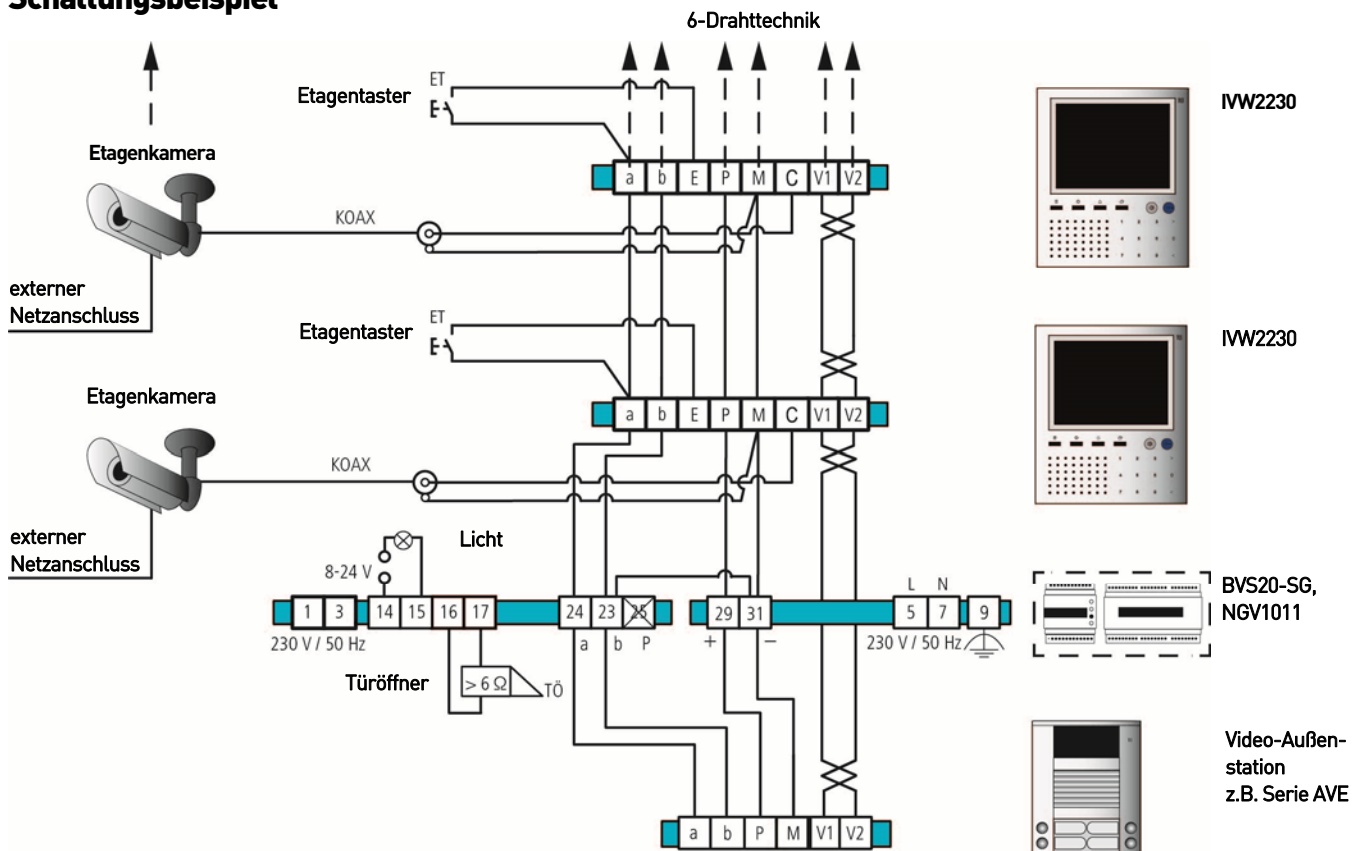 Schaltungsbeispiel
6-Drahttechnik
ET
Etagentaster
IVW2230
Etagenkamera
a b E P M C V1 V2
KOAX
externer
Netzanschluss
ET
Etagentaster
IVW2230
Etagenkamera
a b E P M C V1 V2
KOAX
externer
Netzanschluss
Licht
8-24 V
L N
1 3 14 15 16 17 24 23 25 29 31 5 7 9
230 V / 50 Hz
a b P
+ −
230 V / 50 Hz
BVS20-SG,
NGV1011
Türöffner
> 6 Ω
TÖ
Video-Außen-
station
z.B. Serie AVE
a b P M V1 V2